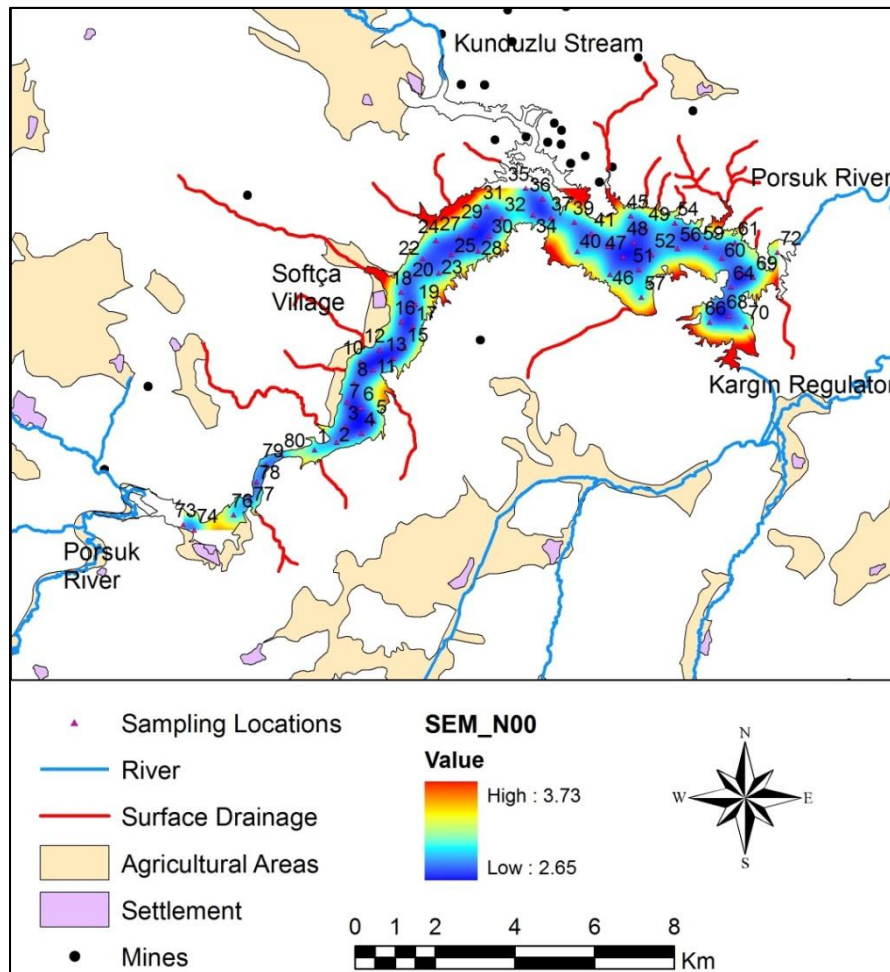 Kunduzlu Stream
35
36
31
32
37
39
45
54
Porsuk River
29
34
41
49
24
27
30
48
56
59
61
72
22
25
28
40
47
52
60
20
23
51
69
18
46
57
64
Softça
Village
19
16
17
68
66
70
12
15
10
13
8
11
Kargın Regulator
7
6
5
3
4
1
2
80
79
78
77
76
73
74
Porsuk
River
Sampling Locations
River
Surface Drainage
Agricultural Areas
Settlement
Mines
SEM_N00
Value
High : 3.73
Low : 2.65
N
W
E
S
0 1 2 4 6 8
Km